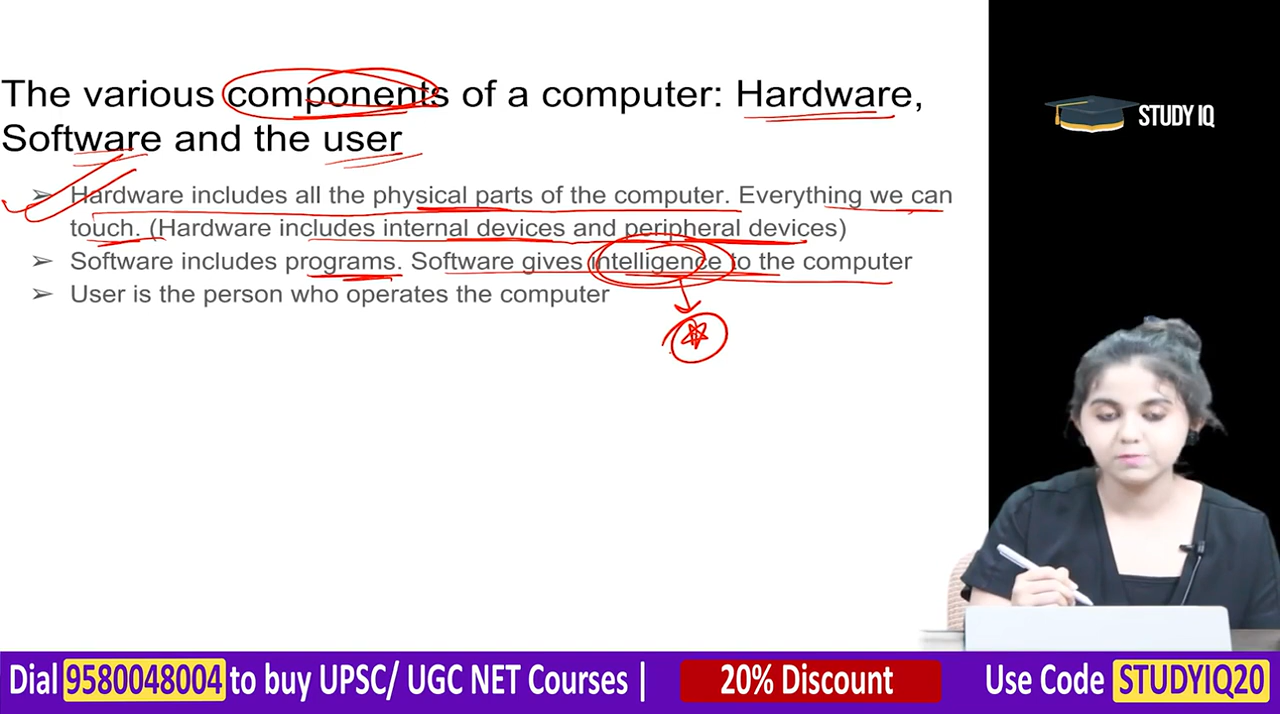 The various components of a computer: Hardware,
Software and the user
➢ Hardware includes all the physical parts of the computer. Everything we can
touch. (Hardware includes internal devices and peripheral devices)
➢ Software includes programs. Software gives intelligence to the computer
➢ User is the person who operates the computer
STUDY IQ
Dial 9580048004 to buy UPSC/ UGC NET Courses | 20% Discount Use Code STUDYIQ20